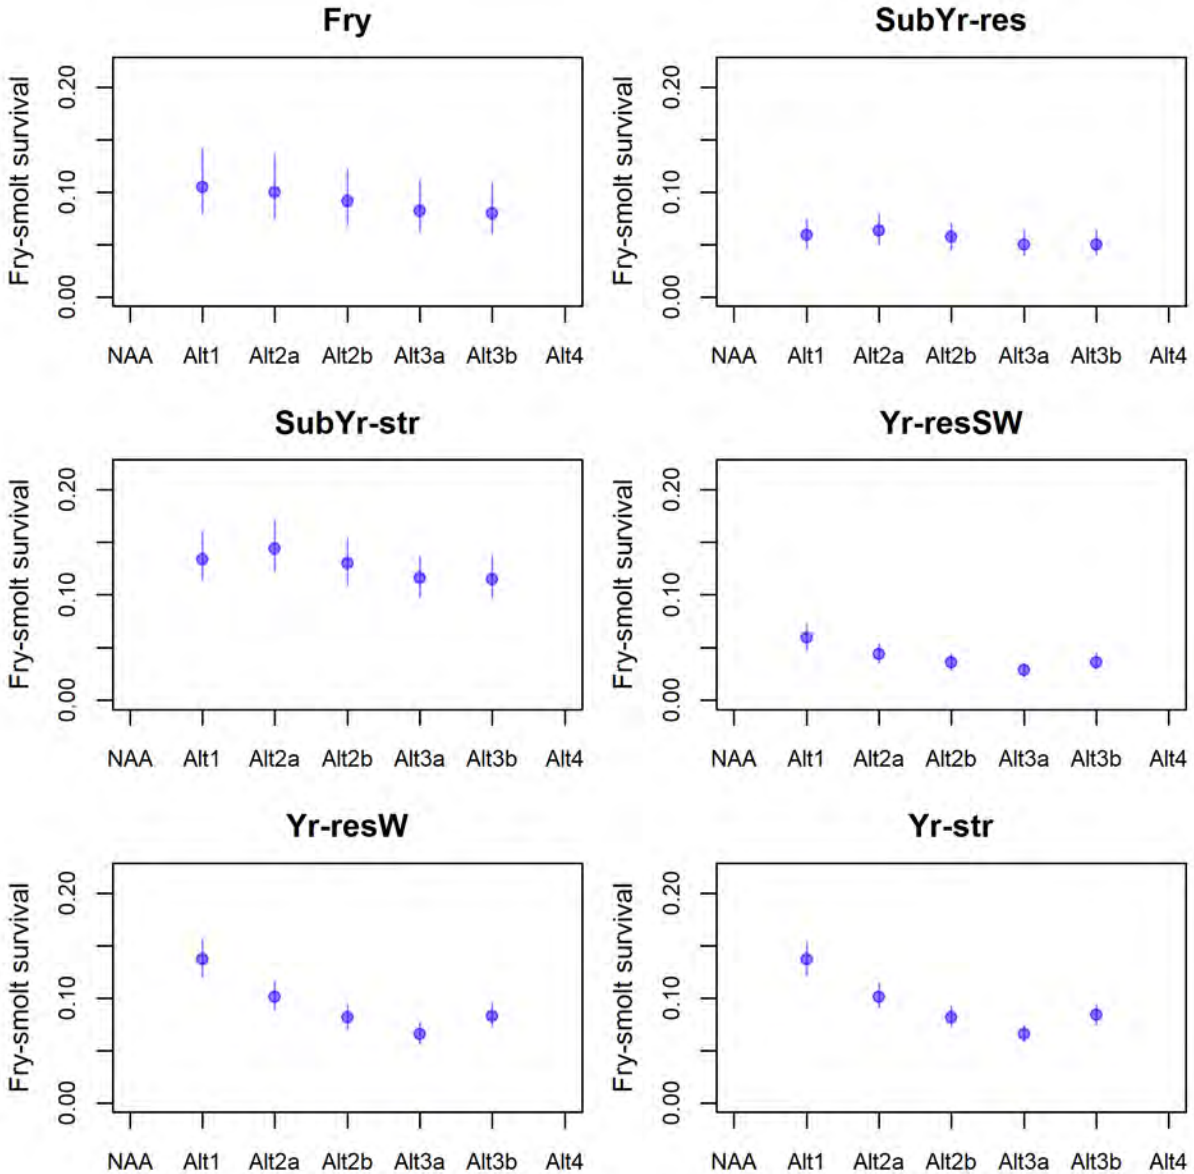 Fry
Fry-smolt survival
0.20
0.10
0.00
NAA Alt1 Alt2a Alt2b Alt3a Alt3b Alt4
SubYr-res
Fry-smolt survival
0.20
0.10
0.00
NAA Alt1 Alt2a Alt2b Alt3a Alt3b Alt4
SubYr-str
Fry-smolt survival
0.20
0.10
0.00
NAA Alt1 Alt2a Alt2b Alt3a Alt3b Alt4
Yr-resSW
Fry-smolt survival
0.20
0.10
0.00
NAA Alt1 Alt2a Alt2b Alt3a Alt3b Alt4
Yr-resW
Fry-smolt survival
0.20
0.10
0.00
NAA Alt1 Alt2a Alt2b Alt3a Alt3b Alt4
Yr-str
Fry-smolt survival
0.20
0.10
0.00
NAA Alt1 Alt2a Alt2b Alt3a Alt3b Alt4